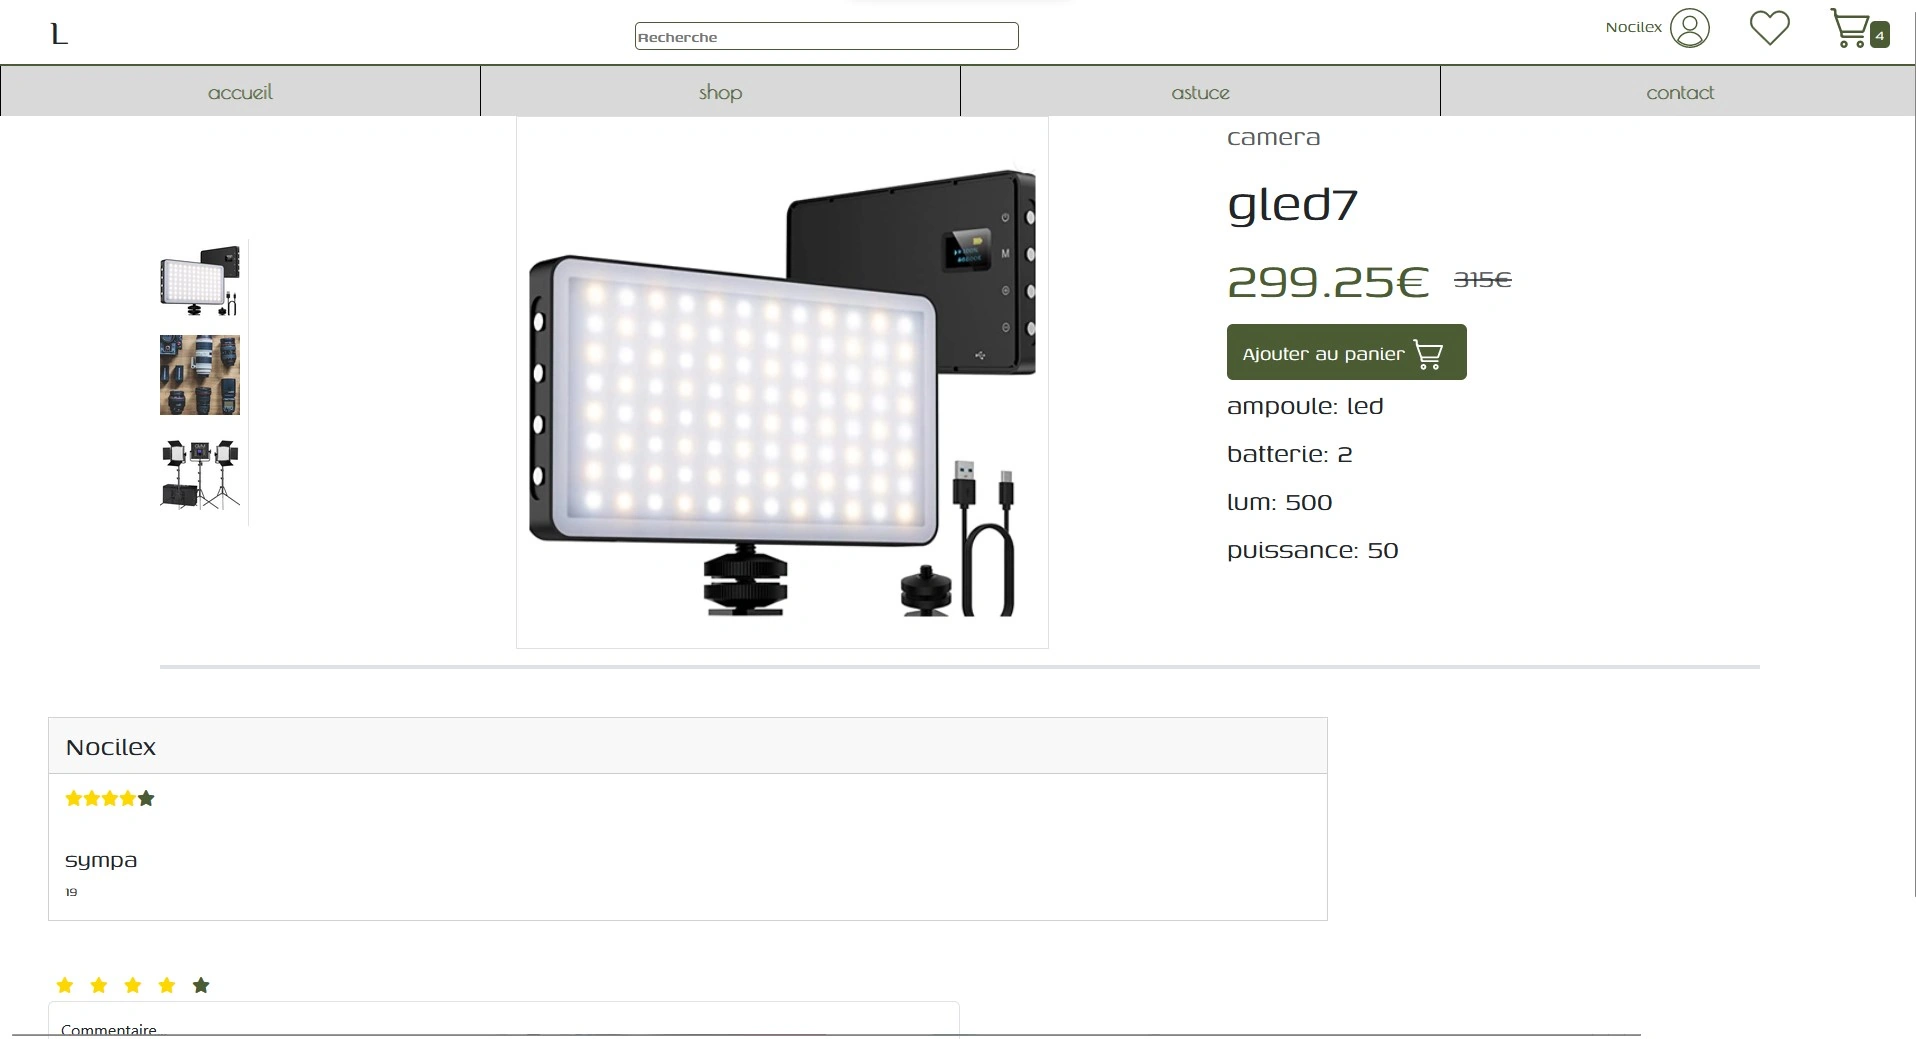 L
Recherche
Nocilex
4
accueil
shop
astuce
contact
camera
gled7
299.25€ 315€
Ajouter au panier
ampoule: led
batterie: 2
lum: 500
puissance: 50
M
Nocilex
sympa
19
Commentaire